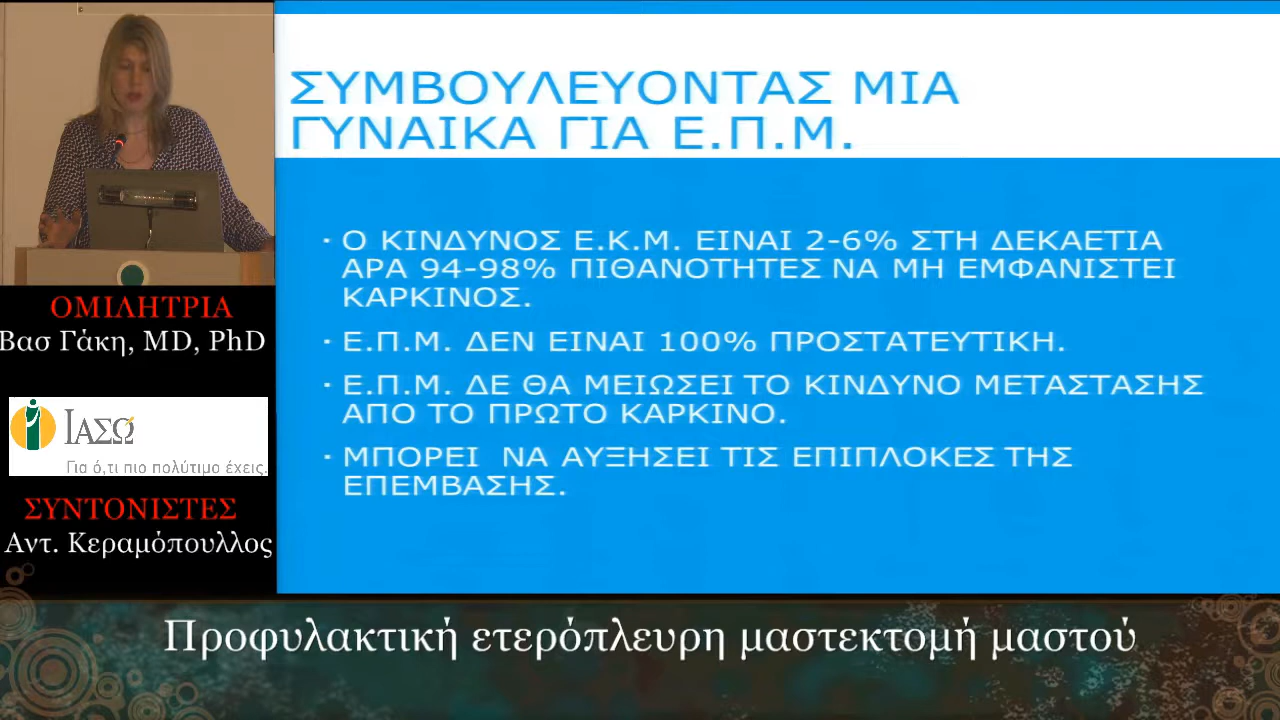 ΣΥΜΒΟΥΛΕΥΟΝΤΑΣ ΜΙΑ
ΓΥΝΑΙΚΑ ΓΙΑ Ε.Π.Μ.
· Ο ΚΙΝΔΥΝΟΣ Ε.Κ.Μ. ΕΙΝΑΙ 2-6% ΣΤΗ ΔΕΚΑΕΤΙΑ
ΑΡΑ 94-98% ΠΙΘΑΝΟΤΗΤΕΣ ΝΑ ΜΗ ΕΜΦΑΝΙΣΤΕΙ
ΚΑΡΚΙΝΟΣ.
· Ε.Π.Μ. ΔΕΝ ΕΙΝΑΙ 100% ΠΡΟΣΤΑΤΕΥΤΙΚΗ.
· Ε.Π.Μ. ΔΕ ΘΑ ΜΕΙΩΣΕΙ ΤΟ ΚΙΝΔΥΝΟ ΜΕΤΑΣΤΑΣΗΣ
ΑΠΟ ΤΟ ΠΡΩΤΟ ΚΑΡΚΙΝΟ.
· ΜΠΟΡΕΙ ΝΑ ΑΥΞΗΣΕΙ ΤΙΣ ΕΠΙΠΛΟΚΕΣ ΤΗΣ
ΕΠΕΜΒΑΣΗΣ.
ΟΜΙΛΗΤΡΙΑ
Βασ Γάκη, MD, PhD
ΙΑΣΩ
Για ό,τι πιο πολύτιμο έχεις.
ΣΥΝΤΟΝΙΣΤΕΣ
Αντ. Κεραμόπουλλος
Προφυλακτική ετερόπλευρη μαστεκτομή μαστού